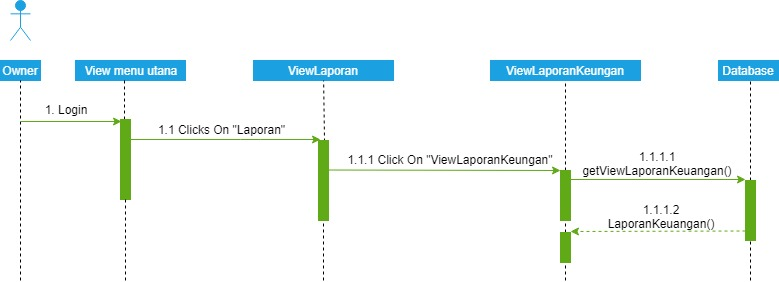 Owner
View menu utana
ViewLaporan
ViewLaporanKeungan
Database
1. Login
1.1 Clicks On "Laporan"
1.1.1 Click On "ViewLaporanKeungan"
1.1.1.1
getViewLaporanKeuangan()
1.1.1.2
LaporanKeuangan()